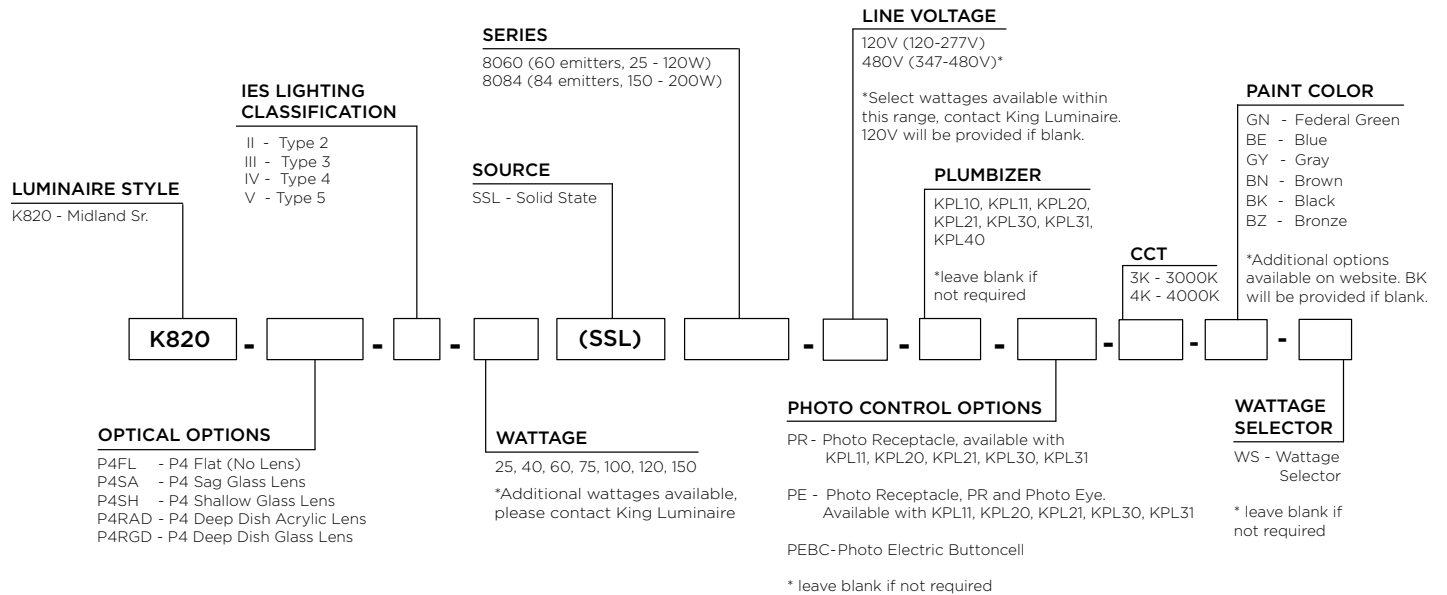 LINE VOLTAGE
120V (120-277V)
480V (347-480V)*
*Select wattages available within
this range, contact King Luminaire.
120V will be provided if blank.
SERIES
8060 (60 emitters, 25 - 120W)
8084 (84 emitters, 150 - 200W)
IES LIGHTING
CLASSIFICATION
II - Type 2
III - Type 3
IV - Type 4
V - Type 5
PAINT COLOR
GN - Federal Green
BE - Blue
GY - Gray
BN - Brown
BK - Black
BZ - Bronze
*Additional options
available on website. BK
will be provided if blank.
SOURCE
SSL - Solid State
PLUMBIZER
KPL10, KPL11, KPL20,
KPL21, KPL30, KPL31,
KPL40
*leave blank if
not required
LUMINAIRE STYLE
K820 - Midland Sr.
CCT
3K - 3000K
4K - 4000K
K820 - - - (SSL) - - - - - -
OPTICAL OPTIONS
P4FL - P4 Flat (No Lens)
P4SA - P4 Sag Glass Lens
P4SH - P4 Shallow Glass Lens
P4RAD - P4 Deep Dish Acrylic Lens
P4RGD - P4 Deep Dish Glass Lens
WATTAGE
25, 40, 60, 75, 100, 120, 150
*Additional wattages available,
please contact King Luminaire
PHOTO CONTROL OPTIONS
PR - Photo Receptacle, available with
KPL11, KPL20, KPL21, KPL30, KPL31
PE - Photo Receptacle, PR and Photo Eye.
Available with KPL11, KPL20, KPL21, KPL30, KPL31
PEBC-Photo Electric Buttoncell
* leave blank if not required
WATTAGE
SELECTOR
WS - Wattage
Selector
* leave blank if
not required